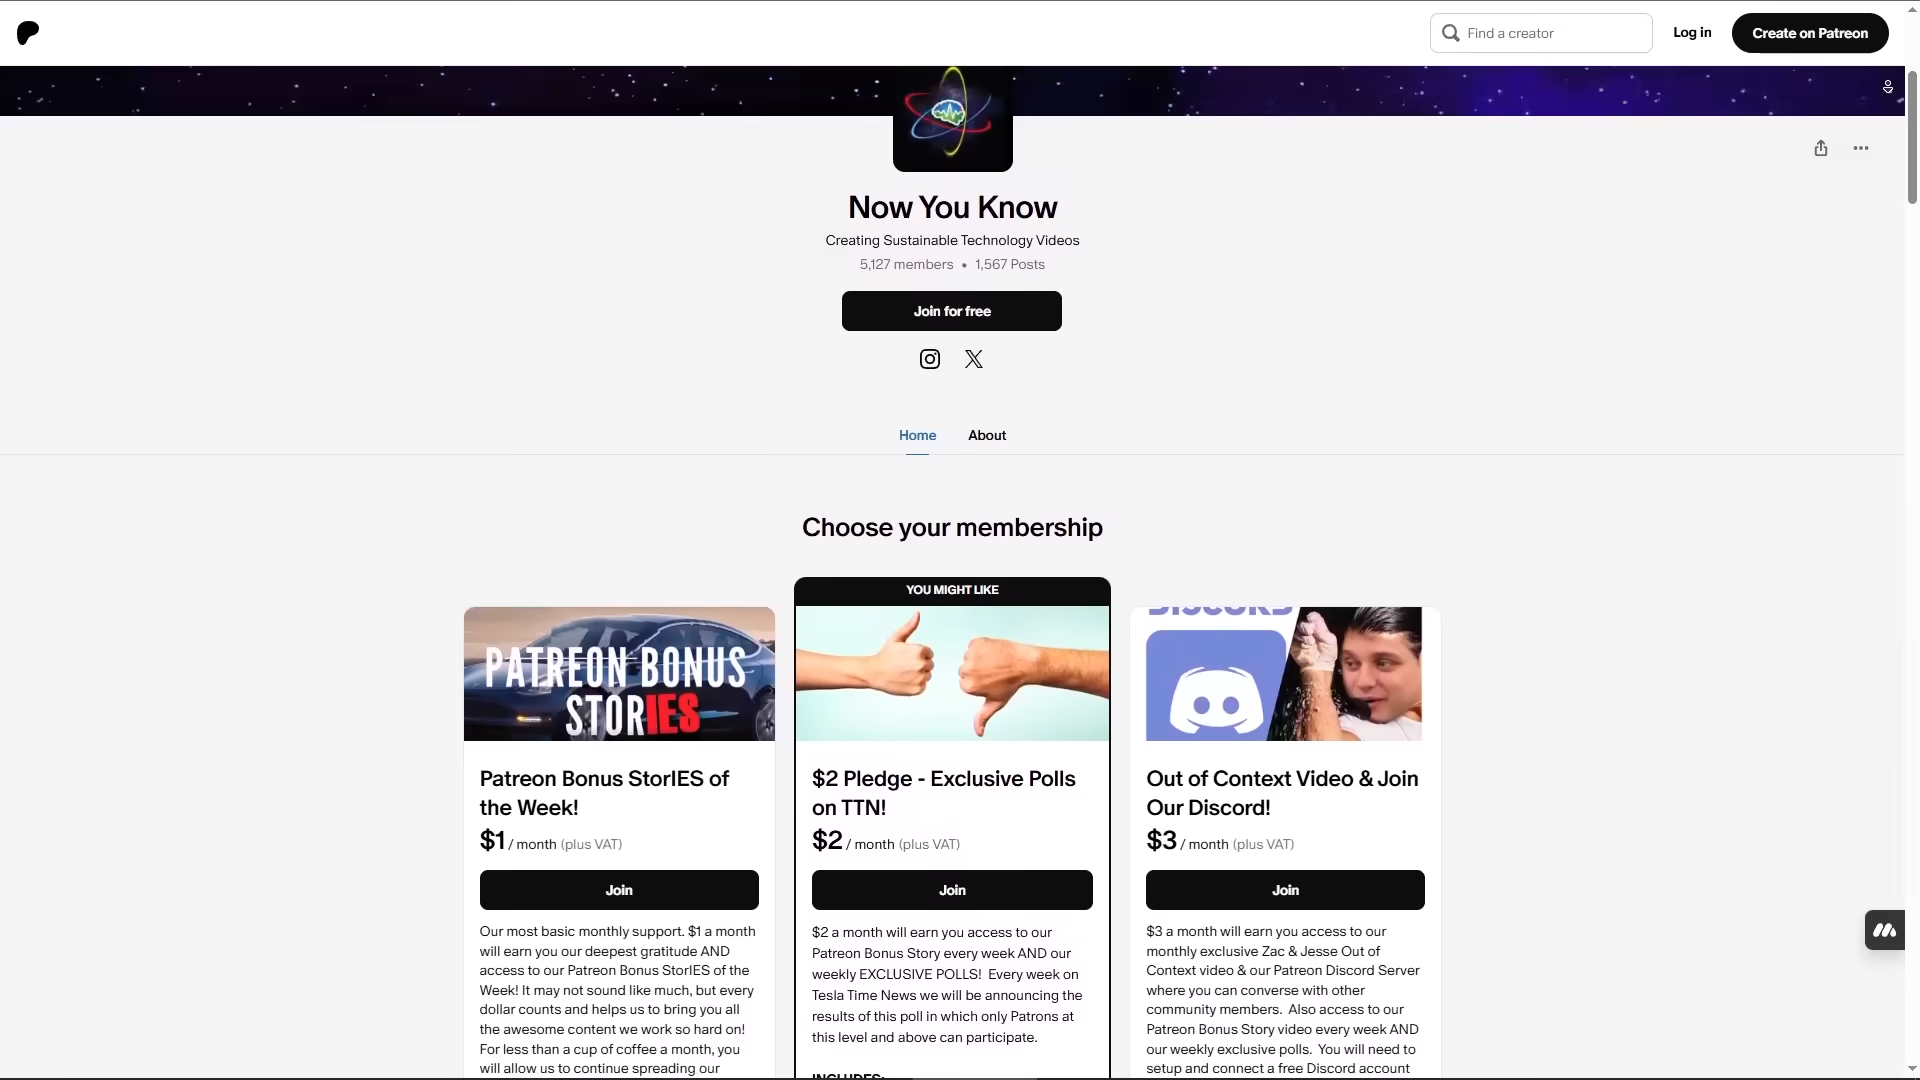 Find a creator
Log in
Create on Patreon
Now You Know
Creating Sustainable Technology Videos
5,127 members • 1,567 Posts
Join for free
Home
About
Choose your membership
PATREON BONUS
STORIES
Patreon Bonus StorIES of
the Week!
$1 / month (plus VAT)
Join
Our most basic monthly support. $1 a month
will earn you our deepest gratitude AND
access to our Patreon Bonus StorIES of the
Week! It may not sound like much, but every
dollar counts and helps us to bring you all
the awesome content we work so hard on!
For less than a cup of coffee a month, you
will allow us to continue spreading our
YOU MIGHT LIKE
$2 Pledge - Exclusive Polls
on TTN!
$2 / month (plus VAT)
Join
$2 a month will earn you access to our
Patreon Bonus Story every week AND our
weekly EXCLUSIVE POLLS! Every week on
Tesla Time News we will be announcing the
results of this poll in which only Patrons at
this level and above can participate.
INCLUDES:
Out of Context Video & Join
Our Discord!
$3 / month (plus VAT)
Join
$3 a month will earn you access to our
monthly exclusive Zac & Jesse Out of
Context video & our Patreon Discord Server
where you can converse with other
community members. Also access to our
Patreon Bonus Story video every week AND
our weekly exclusive polls. You will need to
setup and connect a free Discord account